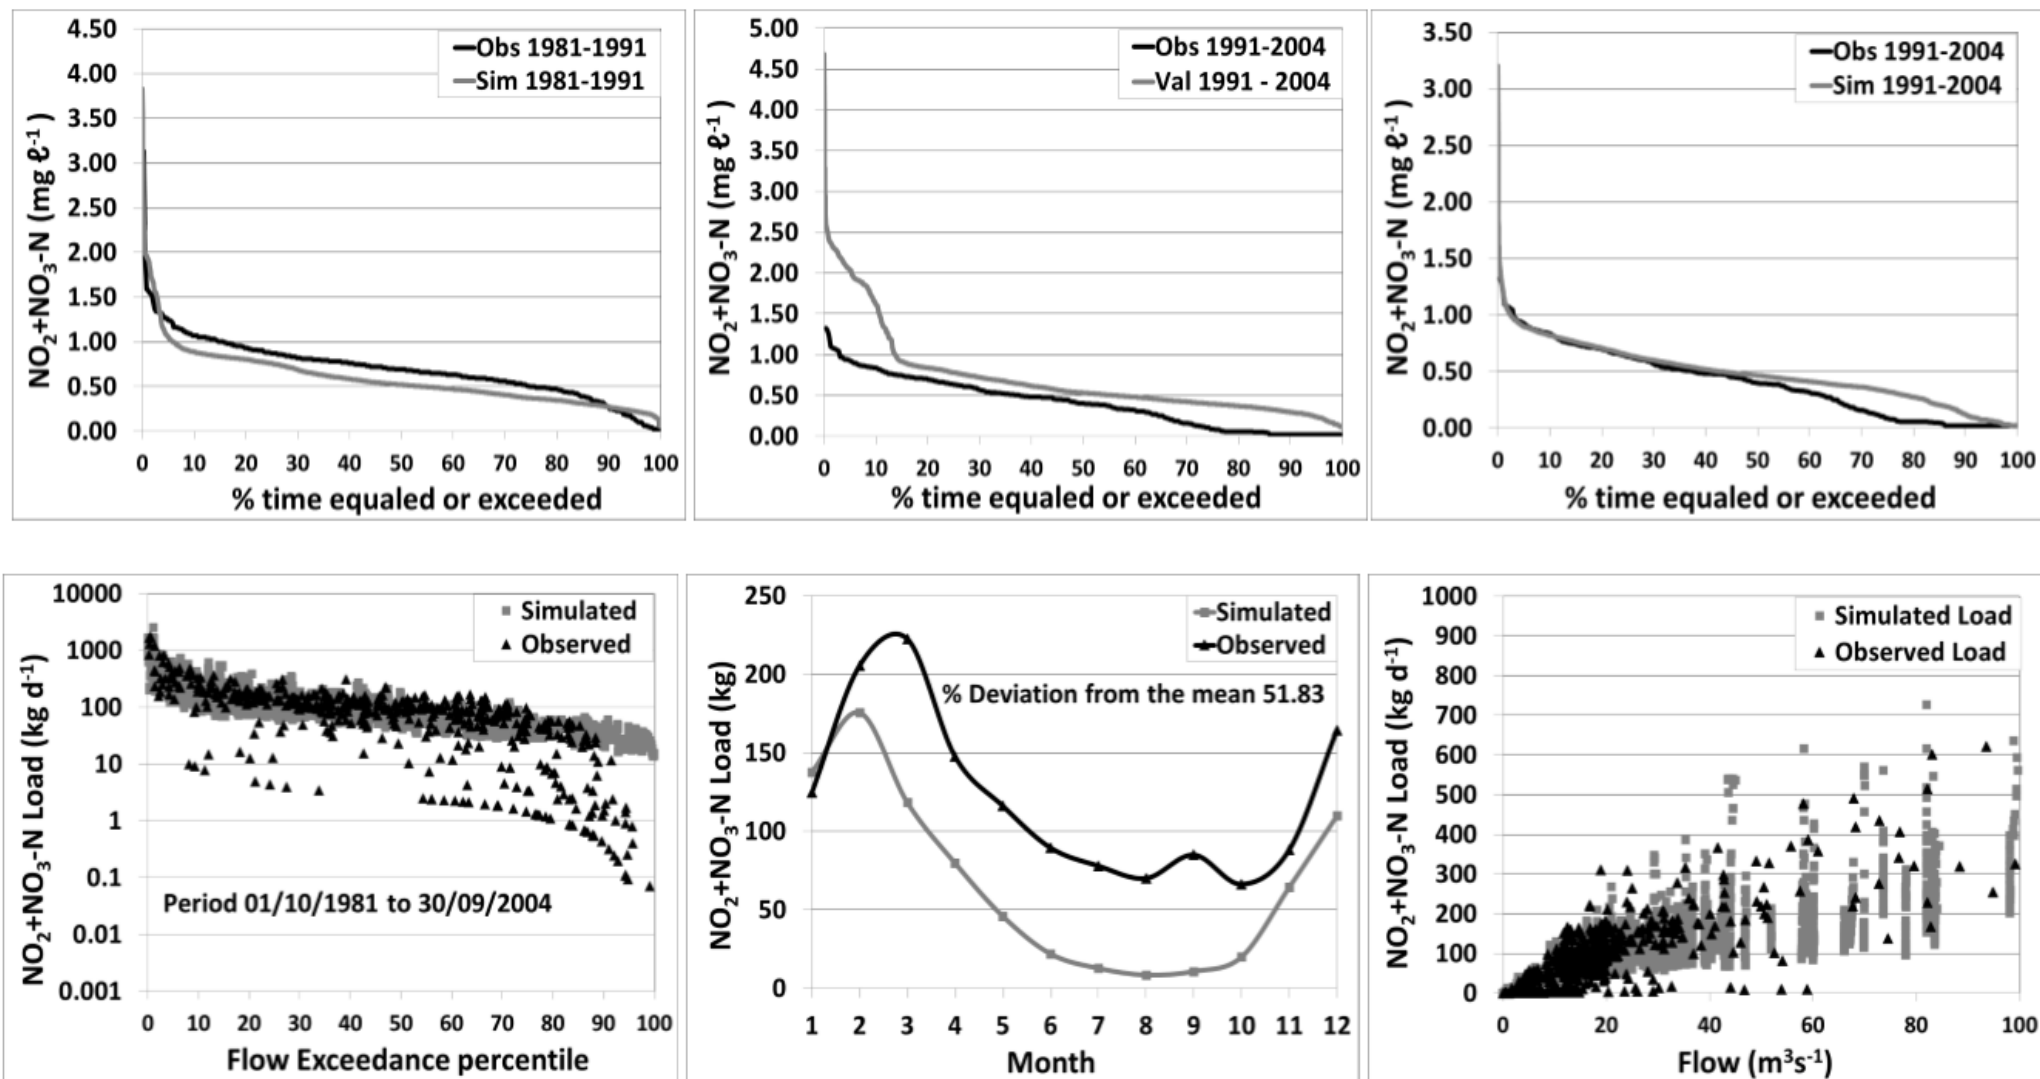 4.50
4.00
3.50
3.00
2.50
2.00
1.50
1.00
0.50
0.00
NO₂+NO₃-N (mg ℓ⁻¹ )
Obs 1981-1991
Sim 1981-1991
0 10 20 30 40 50 60 70 80 90 100
% time equaled or exceeded
5.00
4.50
4.00
3.50
3.00
2.50
2.00
1.50
1.00
0.50
0.00
NO₂+NO₃-N (mg ℓ⁻¹ )
Obs 1991-2004
Val 1991 - 2004
0 10 20 30 40 50 60 70 80 90 100
% time equaled or exceeded
3.50
3.00
2.50
2.00
1.50
1.00
0.50
0.00
NO₂+NO₃-N (mg ℓ⁻¹ )
Obs 1991-2004
Sim 1991-2004
0 10 20 30 40 50 60 70 80 90 100
% time equaled or exceeded
10000
1000
100
10
1
0.1
0.01
0.001
NO₂+NO₃-N Load (kg d⁻¹)
Simulated
Observed
Period 01/10/1981 to 30/09/2004
0 10 20 30 40 50 60 70 80 90 100
Flow Exceedance percentile
250
200
150
100
50
0
NO₂+NO₃-N Load (kg)
Simulated
Observed
% Deviation from the mean 51.83
1 2 3 4 5 6 7 8 9 10 11 12
Month
1000
900
800
700
600
500
400
300
200
100
0
NO₂+NO₃-N Load (kg d⁻¹)
Simulated Load
Observed Load
0 20 40 60 80 100
Flow (m³s⁻¹)